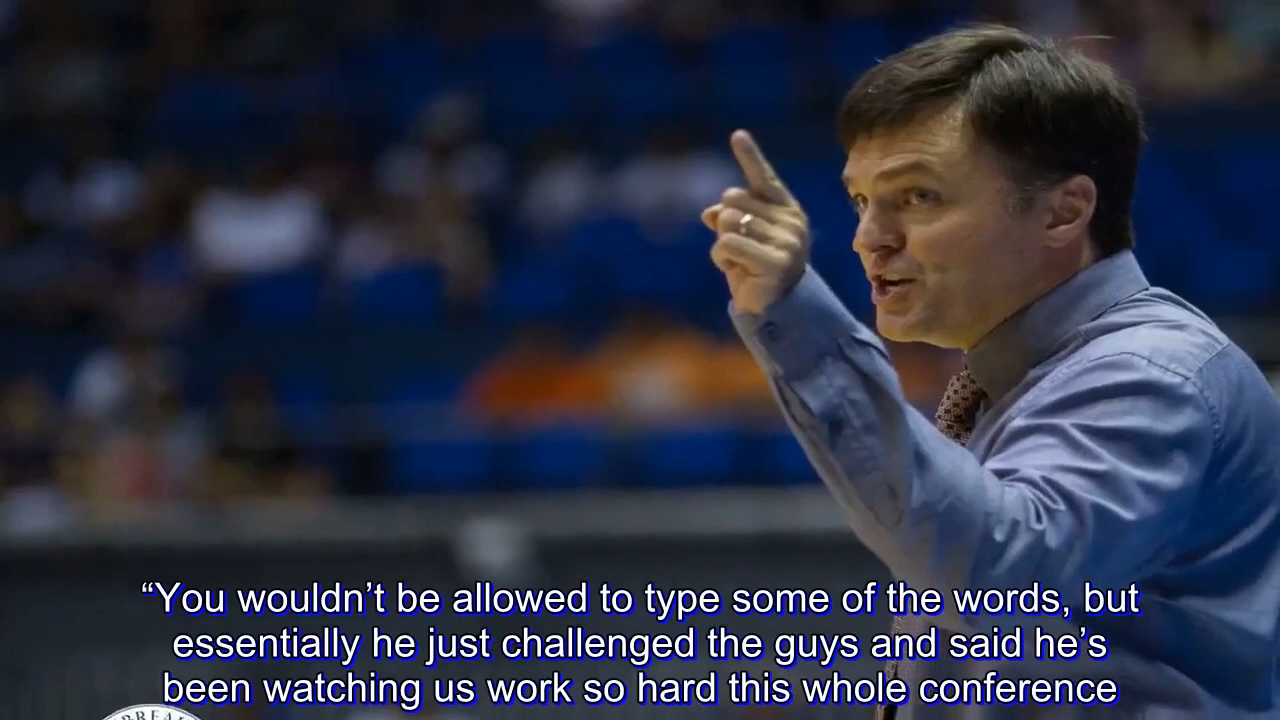 “You wouldn’t be allowed to type some of the words, but
essentially he just challenged the guys and said he’s
been watching us work so hard this whole conference